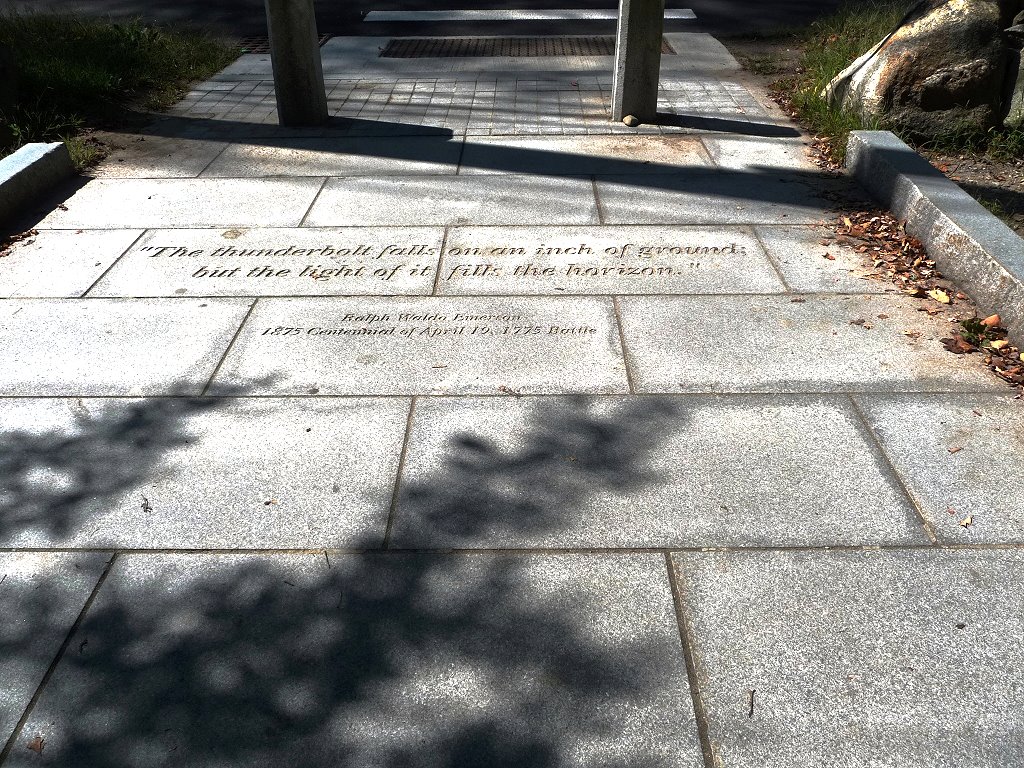 "The thunderbolt falls on an inch of ground;
but the light of it fills the horizon."
Ralph Waldo Emerson
1875 Centennial of April 19, 1775 Battle